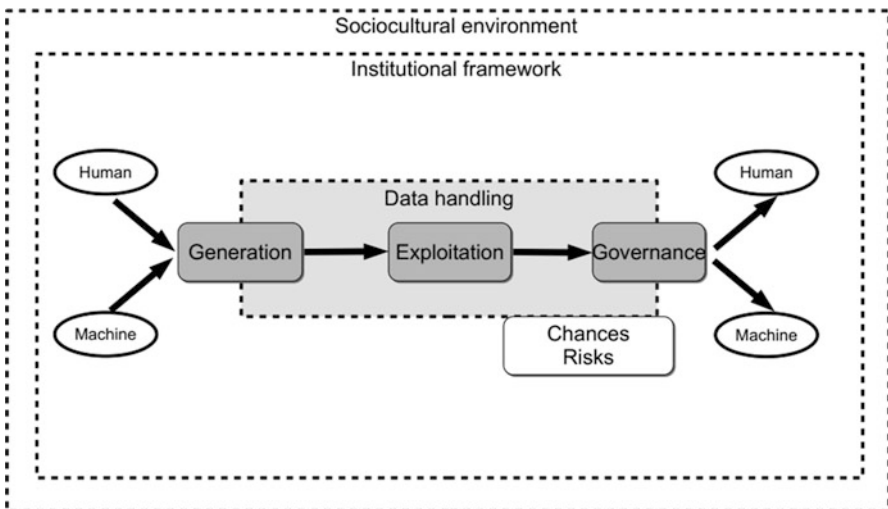 Sociocultural environment
Institutional framework
Human
Human
Data handling
Generation
Exploitation
Governance
Machine
Machine
Chances
Risks